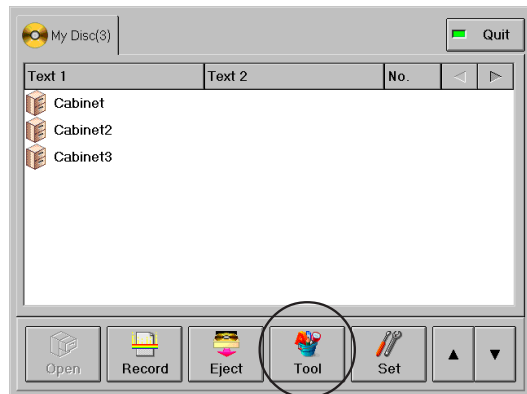 My Disc(3)
Quit
Text 1 Text 2 No.
Cabinet
Cabinet2
Cabinet3
Open Record Eject Tool Set